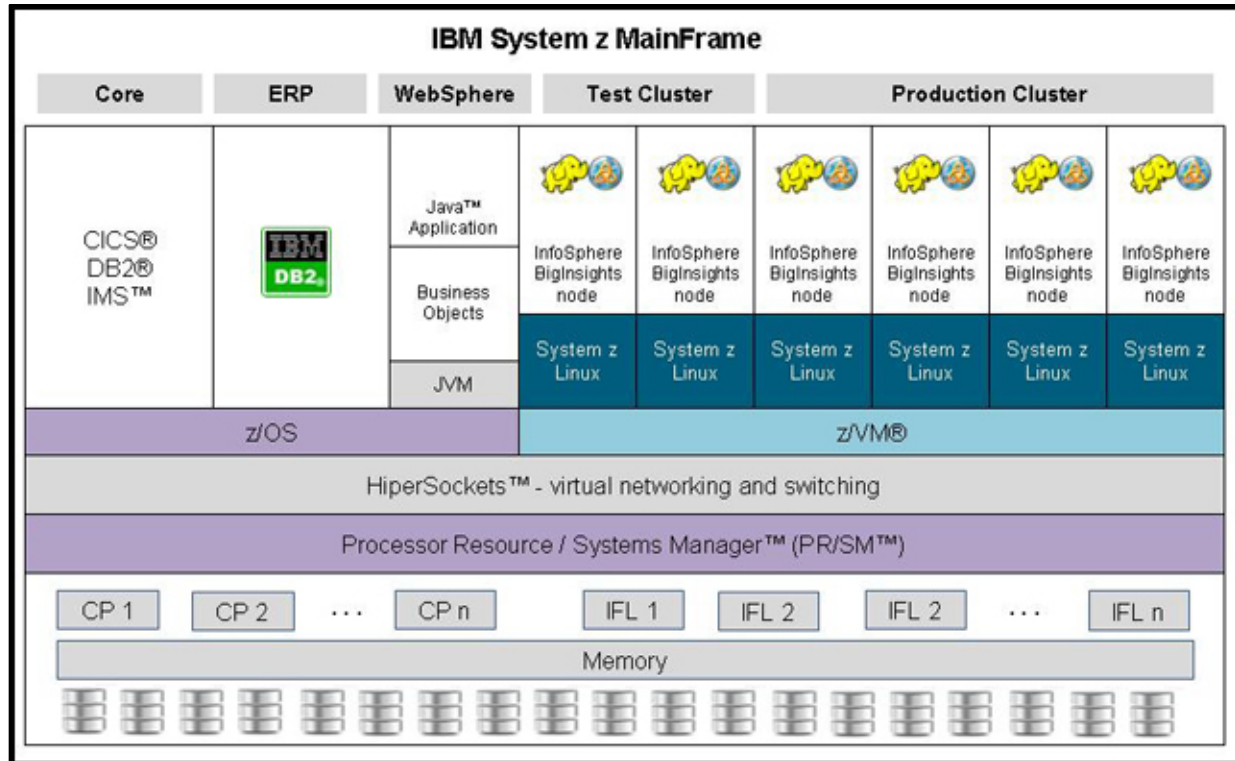 IBM System z MainFrame
Core
ERP
WebSphere
Test Cluster
Production Cluster
CICS®
DB2®
IMS™
IBM
DB2®
Java™
Application
Business
Objects
JVM
InfoSphere
BigInsights
node
System z
Linux
InfoSphere
BigInsights
node
System z
Linux
InfoSphere
BigInsights
node
System z
Linux
InfoSphere
BigInsights
node
System z
Linux
InfoSphere
BigInsights
node
System z
Linux
InfoSphere
BigInsights
node
System z
Linux
z/OS
z/VM®
HiperSockets™ - virtual networking and switching
Processor Resource / Systems Manager™ (PR/SM™)
CP 1
CP 2
...
CP n
IFL 1
IFL 2
IFL 2
...
IFL n
Memory